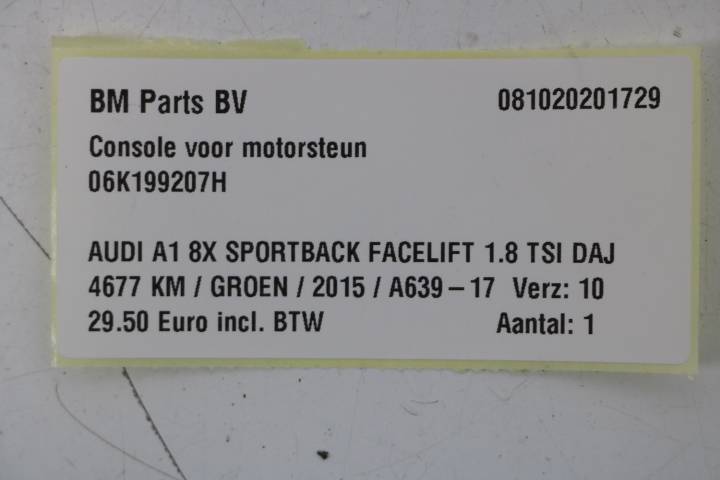 BM Parts BV 081020201729
Console voor motorsteun
06K199207H
AUDI A1 8X SPORTBACK FACELIFT 1.8 TSI DAJ
4677 KM / GROEN / 2015 / A639 – 17 Verz: 10
29.50 Euro incl. BTW Aantal: 1